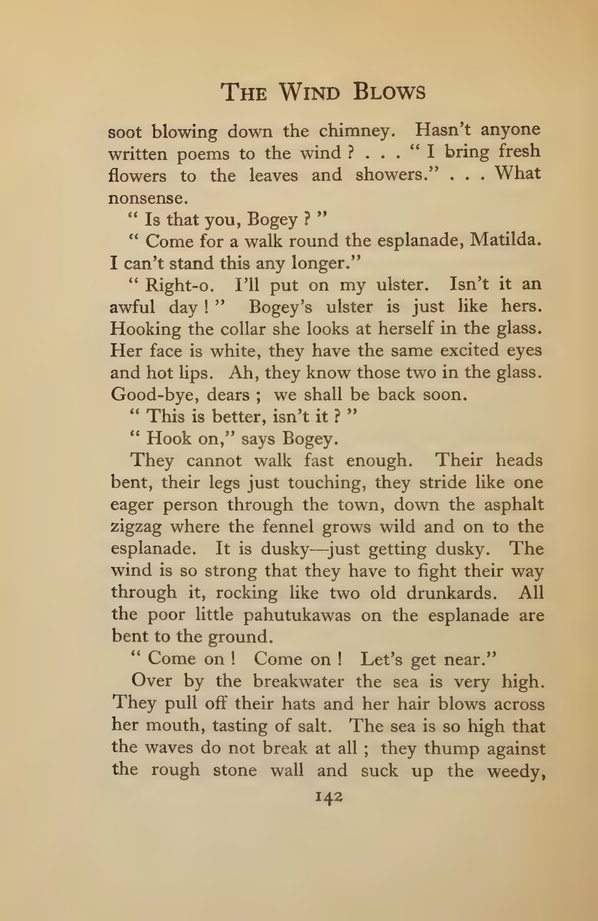 The Wind Blows
soot blowing down the chimney. Hasn't anyone
written poems to the wind ? . . . " I bring fresh
flowers to the leaves and showers." . . . What
nonsense.
" Is that you, Bogey ? "
" Come for a walk round the esplanade, Matilda.
I can't stand this any longer."
" Right-o. I'll put on my ulster. Isn't it an
awful day ! " Bogey's ulster is just like hers.
Hooking the collar she looks at herself in the glass.
Her face is white, they have the same excited eyes
and hot lips. Ah, they know those two in the glass.
Good-bye, dears ; we shall be back soon.
" This is better, isn't it ? "
" Hook on," says Bogey.
They cannot walk fast enough. Their heads
bent, their legs just touching, they stride like one
eager person through the town, down the asphalt
zigzag where the fennel grows wild and on to the
esplanade. It is dusky—just getting dusky. The
wind is so strong that they have to fight their way
through it, rocking like two old drunkards. All
the poor little pahutukawas on the esplanade are
bent to the ground.
" Come on ! Come on ! Let's get near."
Over by the breakwater the sea is very high.
They pull off their hats and her hair blows across
her mouth, tasting of salt. The sea is so high that
the waves do not break at all ; they thump against
the rough stone wall and suck up the weedy,
142